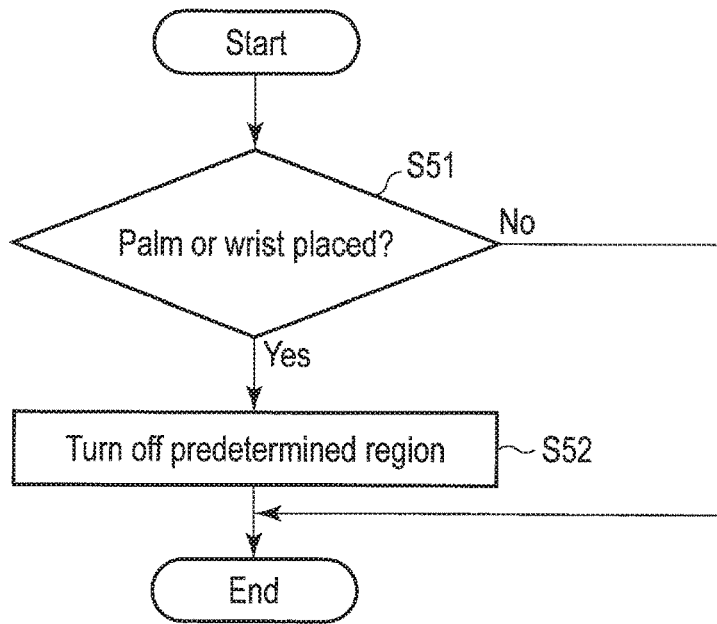 Start
S51
Palm or wrist placed?
No
Yes
Turn off predetermined region
S52
End